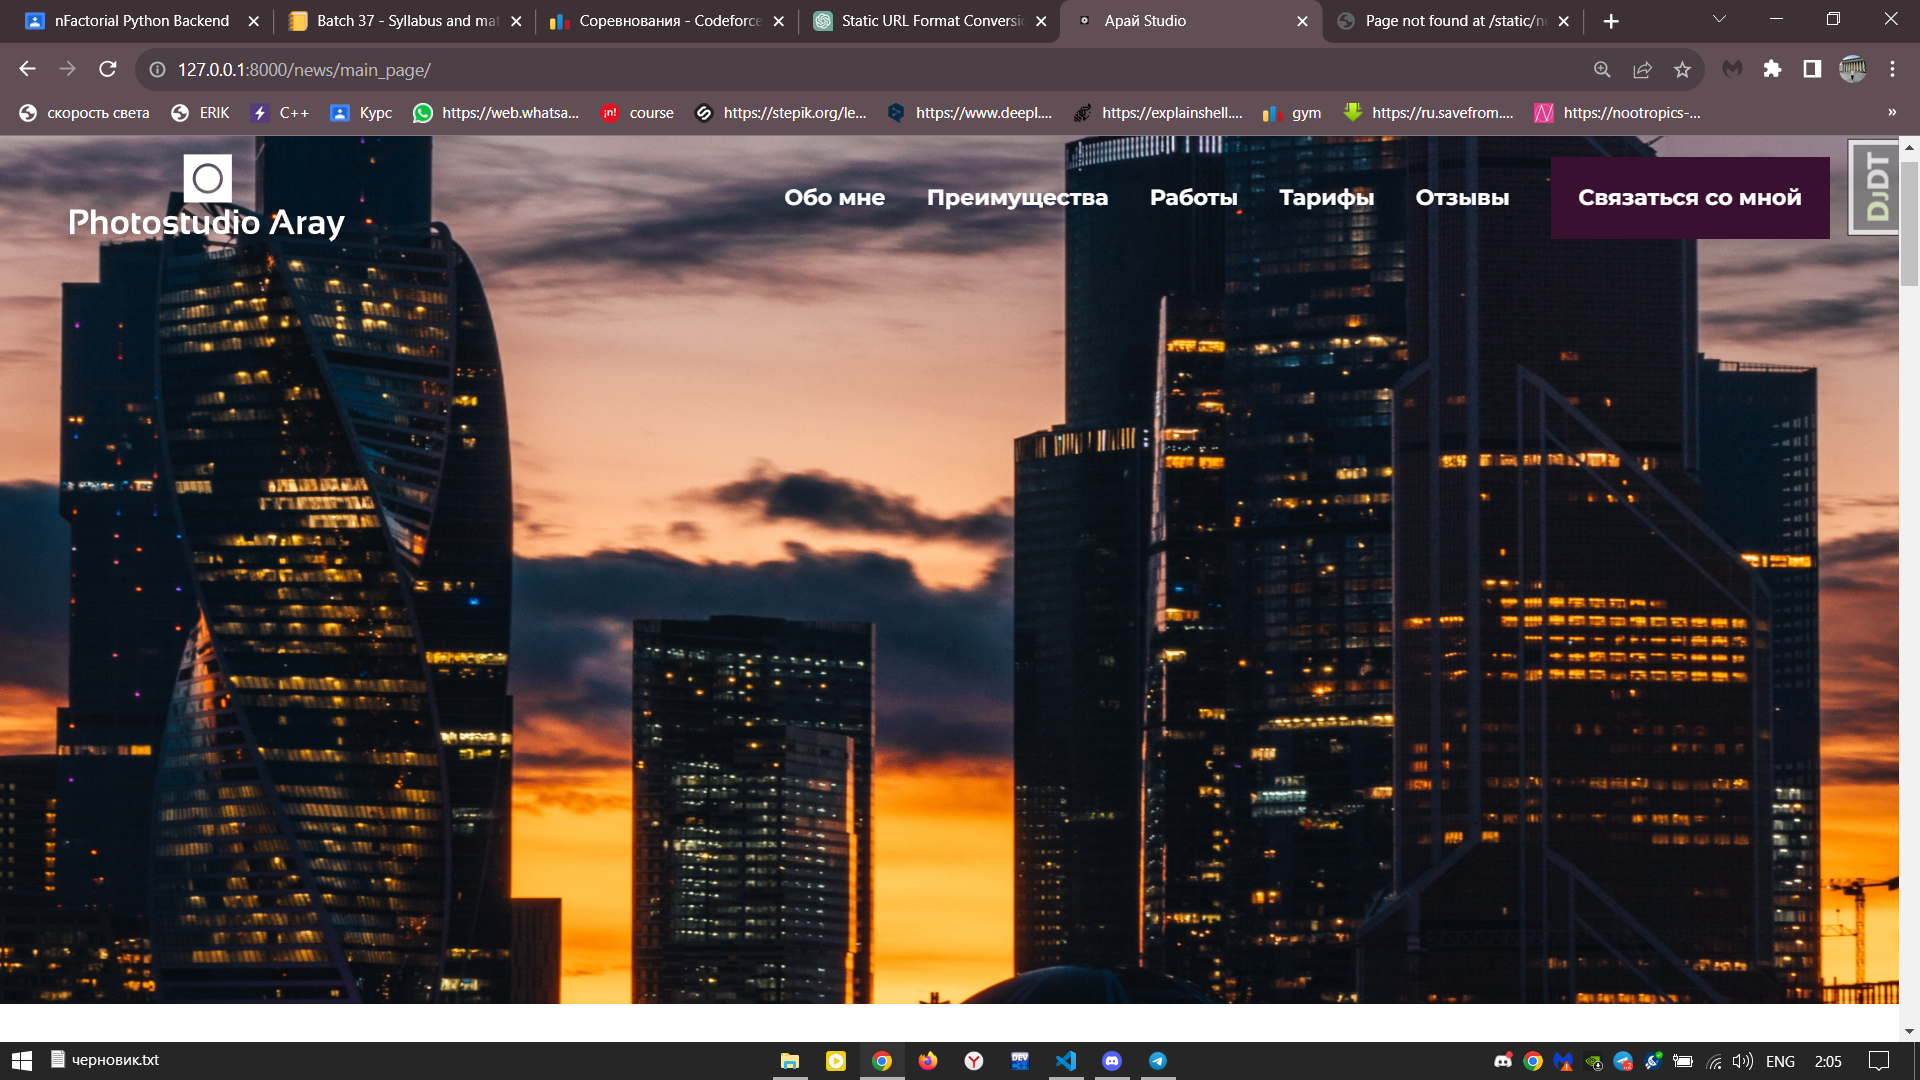 nFactorial Python Backend
Batch 37 - Syllabus and mat
Соревнования - Codeforce
Static URL Format Conversio
Арай Studio
Page not found at /static/ne
127.0.0.1:8000/news/main_page/
скорость света
ERIK
C++
Курс
https://web.whatsa...
course
https://stepik.org/le...
https://www.deepl....
https://explainshell....
gym
https://ru.savefrom....
https://nootropics-...
»
Photostudio Aray
Обо мне
Преимущества
Работы
Тарифы
Отзывы
Связаться со мной
DjDT
черновик.txt
DEV
ENG
2:05